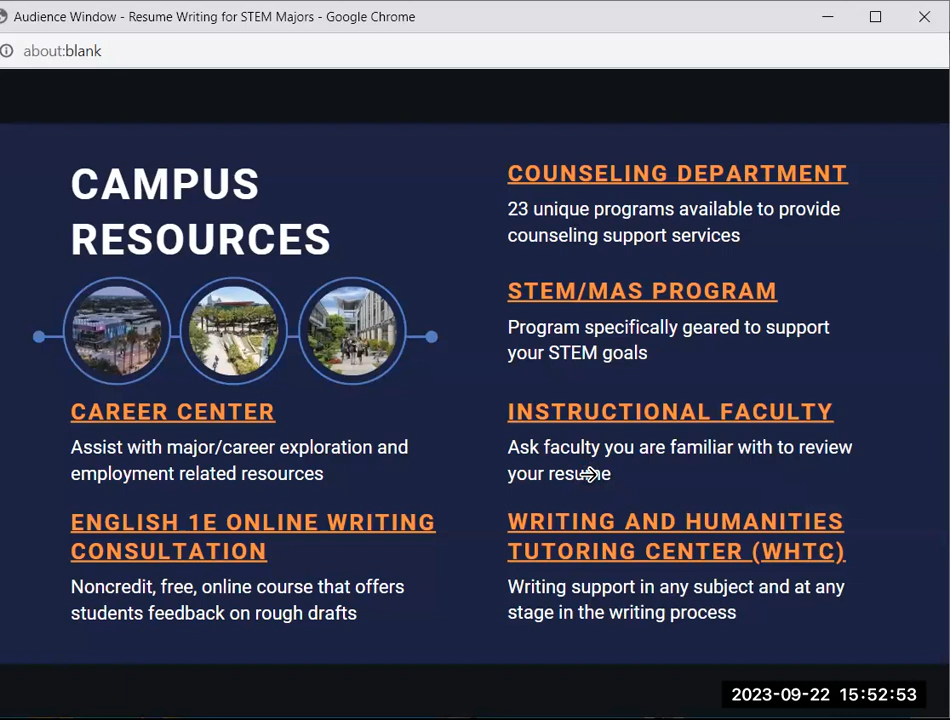 Audience Window - Resume Writing for STEM Majors - Google Chrome
about:blank
CAMPUS
RESOURCES
CAREER CENTER
Assist with major/career exploration and
employment related resources
ENGLISH 1E ONLINE WRITING
CONSULTATION
Noncredit, free, online course that offers
students feedback on rough drafts
COUNSELING DEPARTMENT
23 unique programs available to provide
counseling support services
STEM/MAS PROGRAM
Program specifically geared to support
your STEM goals
INSTRUCTIONAL FACULTY
Ask faculty you are familiar with to review
your resume
WRITING AND HUMANITIES
TUTORING CENTER (WHTC)
Writing support in any subject and at any
stage in the writing process
2023-09-22 15:52:53